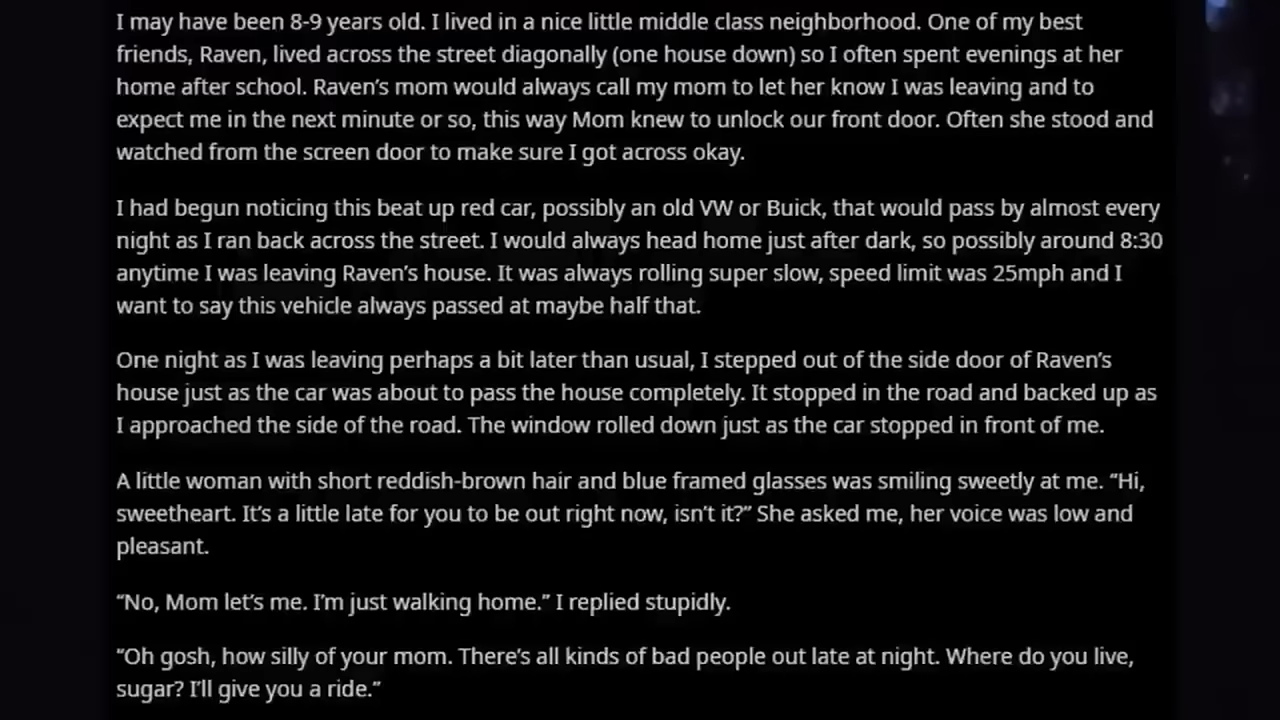 I may have been 8-9 years old. I lived in a nice little middle class neighborhood. One of my best
friends, Raven, lived across the street diagonally (one house down) so I often spent evenings at her
home after school. Raven’s mom would always call my mom to let her know I was leaving and to
expect me in the next minute or so, this way Mom knew to unlock our front door. Often she stood and
watched from the screen door to make sure I got across okay.
I had begun noticing this beat up red car, possibly an old VW or Buick, that would pass by almost every
night as I ran back across the street. I would always head home just after dark, so possibly around 8:30
anytime I was leaving Raven’s house. It was always rolling super slow, speed limit was 25mph and I
want to say this vehicle always passed at maybe half that.
One night as I was leaving perhaps a bit later than usual, I stepped out of the side door of Raven’s
house just as the car was about to pass the house completely. It stopped in the road and backed up as
I approached the side of the road. The window rolled down just as the car stopped in front of me.
A little woman with short reddish-brown hair and blue framed glasses was smiling sweetly at me. “Hi,
sweetheart. It’s a little late for you to be out right now, isn’t it?” She asked me, her voice was low and
pleasant.
“No, Mom let’s me. I’m just walking home.” I replied stupidly.
“Oh gosh, how silly of your mom. There’s all kinds of bad people out late at night. Where do you live,
sugar? I’ll give you a ride.”